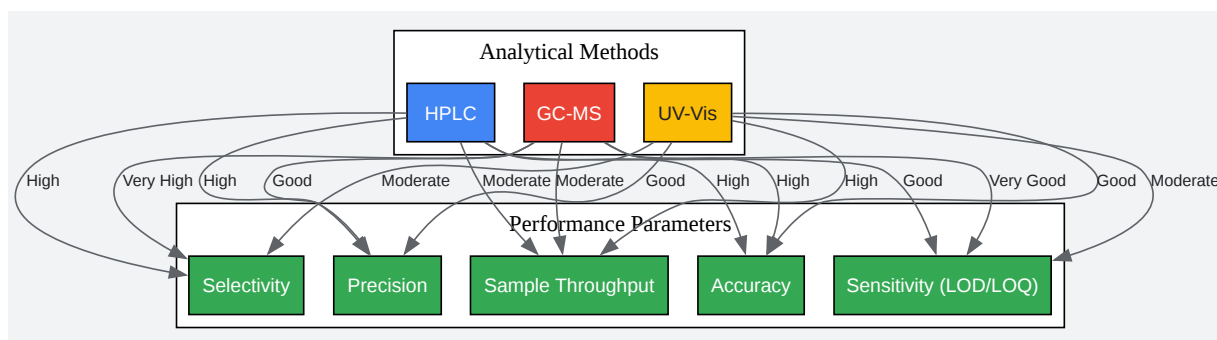 Analytical Methods
HPLC
GC-MS
UV-Vis
High
Very High
High
Good
Moderate
Moderate
Moderate
Good
High
High
High
Good
Very Good
Good
Moderate
Performance Parameters
Selectivity
Precision
Sample Throughput
Accuracy
Sensitivity (LOD/LOQ)